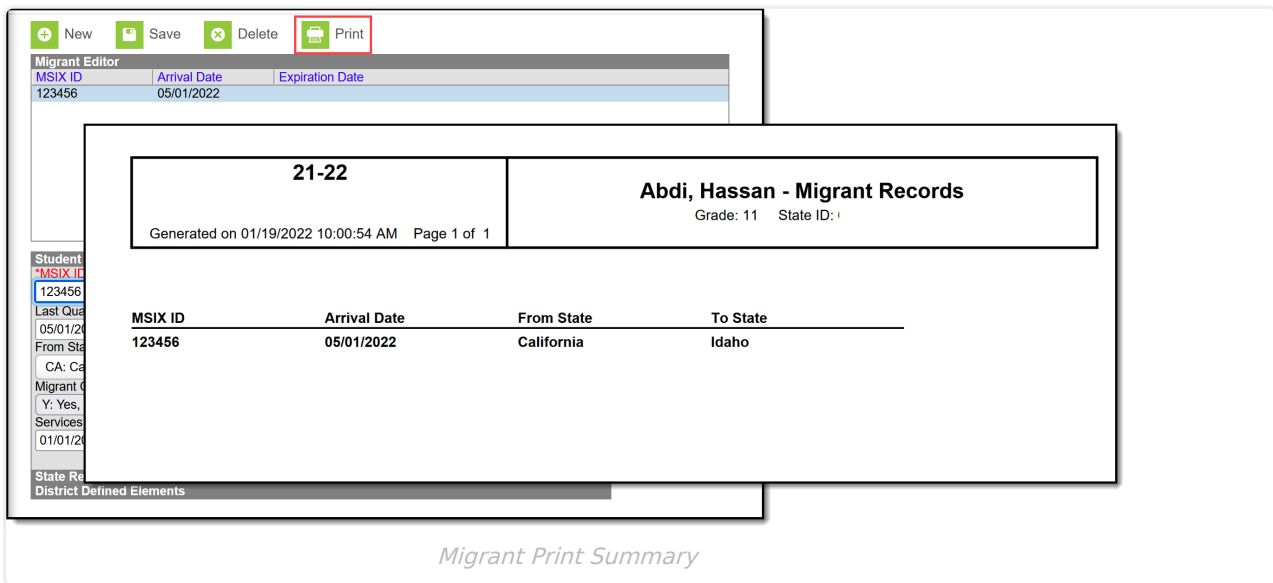 New Save Delete Print
Migrant Editor
MSIX ID Arrival Date Expiration Date
123456 05/01/2022
21-22
Generated on 01/19/2022 10:00:54 AM Page 1 of 1
Abdi, Hassan - Migrant Records
Grade: 11 State ID:
Student
*MSIX ID
123456
Last
05/01/20
From
CA:
Migrant
Y: Yes,
Services
01/01/20
MSIX ID Arrival Date From State To State
123456 05/01/2022 California Idaho
State
District Defined Elements
Migrant Print Summary